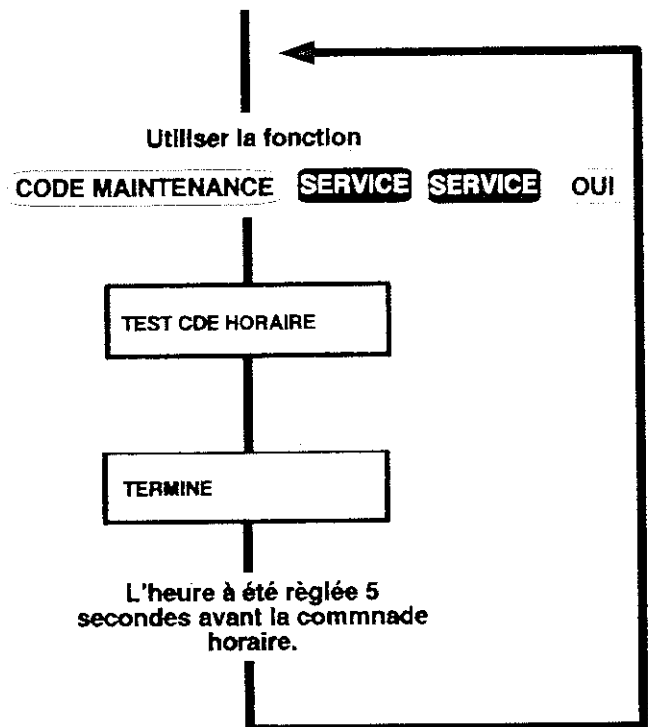 Utiliser la fonction
CODE MAINTENANCE SERVICE SERVICE OUI
TEST CDE HORAIRE
TERMINE
L'heure à été règlée 5
secondes avant la commnade
horaire.